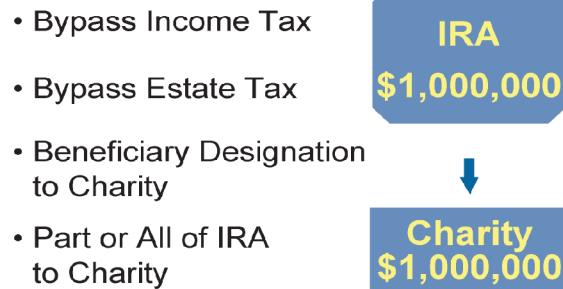 • Bypass Income Tax
• Bypass Estate Tax
• Beneficiary Designation
to Charity
• Part or All of IRA
to Charity
IRA
$1,000,000
Charity
$1,000,000